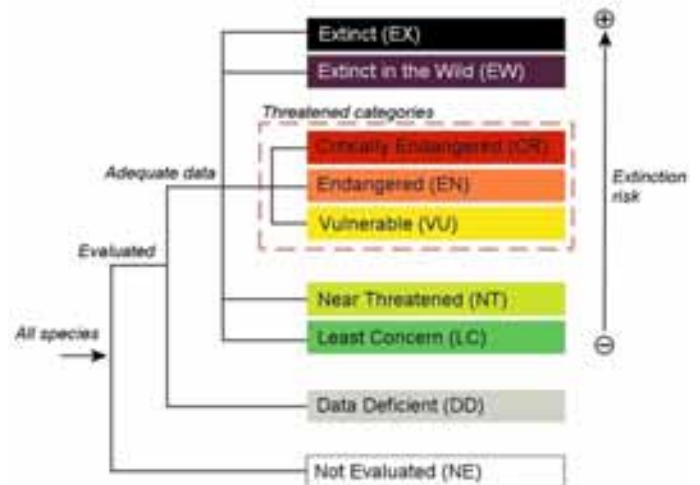 Extinct (EX)
Extinct in the Wild (EW)
Threatened categories
Critically Endangered (CR)
Adequate data
Endangered (EN)
Extinction
risk
Vulnerable (VU)
Evaluated
Near Threatened (NT)
All species
Least Concern (LC)
Data Deficient (DD)
Not Evaluated (NE)